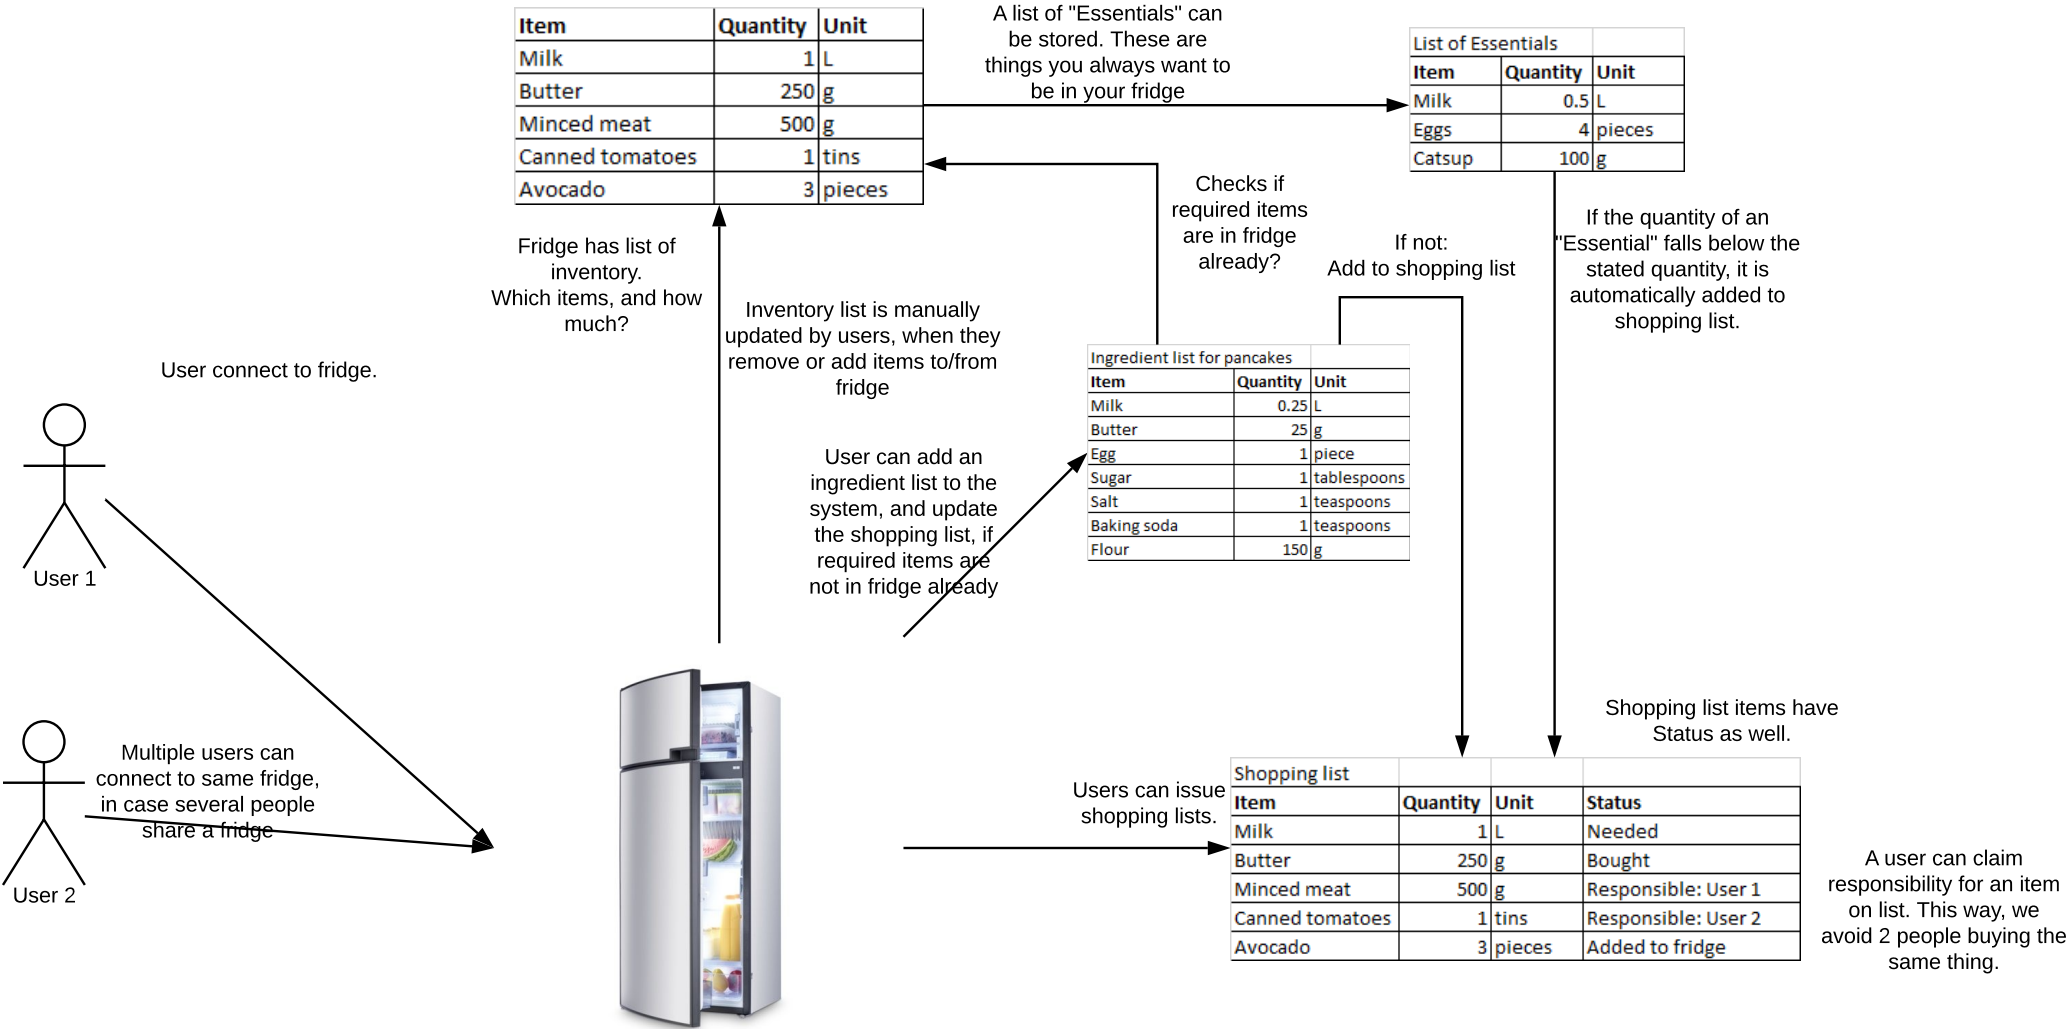 Item Quantity Unit
Milk 1 L
Butter 250 g
Minced meat 500 g
Canned tomatoes 1 tins
Avocado 3 pieces
A list of "Essentials" can
be stored. These are
things you always want to
be in your fridge
List of Essentials
Item Quantity Unit
Milk 0.5 L
Eggs 4 pieces
Catsup 100 g
Fridge has list of
inventory.
Which items, and how
much?
Inventory list is manually
updated by users, when they
remove or add items to/from
fridge
Checks if
required items
are in fridge
already?
If not:
Add to shopping list
If the quantity of an
"Essential" falls below the
stated quantity, it is
automatically added to
shopping list.
User connect to fridge.
User 1
User can add an
ingredient list to the
system, and update
the shopping list, if
required items are
not in fridge already
Ingredient list for pancakes
Item Quantity Unit
Milk 0.25 L
Butter 25 g
Egg 1 piece
Sugar 1 tablespoons
Salt 1 teaspoons
Baking soda 1 teaspoons
Flour 150 g
Multiple users can
connect to same fridge,
in case several people
share a fridge
User 2
Users can issue
shopping lists.
Shopping list items have
Status as well.
Shopping list
Item Quantity Unit Status
Milk 1 L Needed
Butter 250 g Bought
Minced meat 500 g Responsible: User 1
Canned tomatoes 1 tins Responsible: User 2
Avocado 3 pieces Added to fridge
A user can claim
responsibility for an item
on list. This way, we
avoid 2 people buying the
same thing.